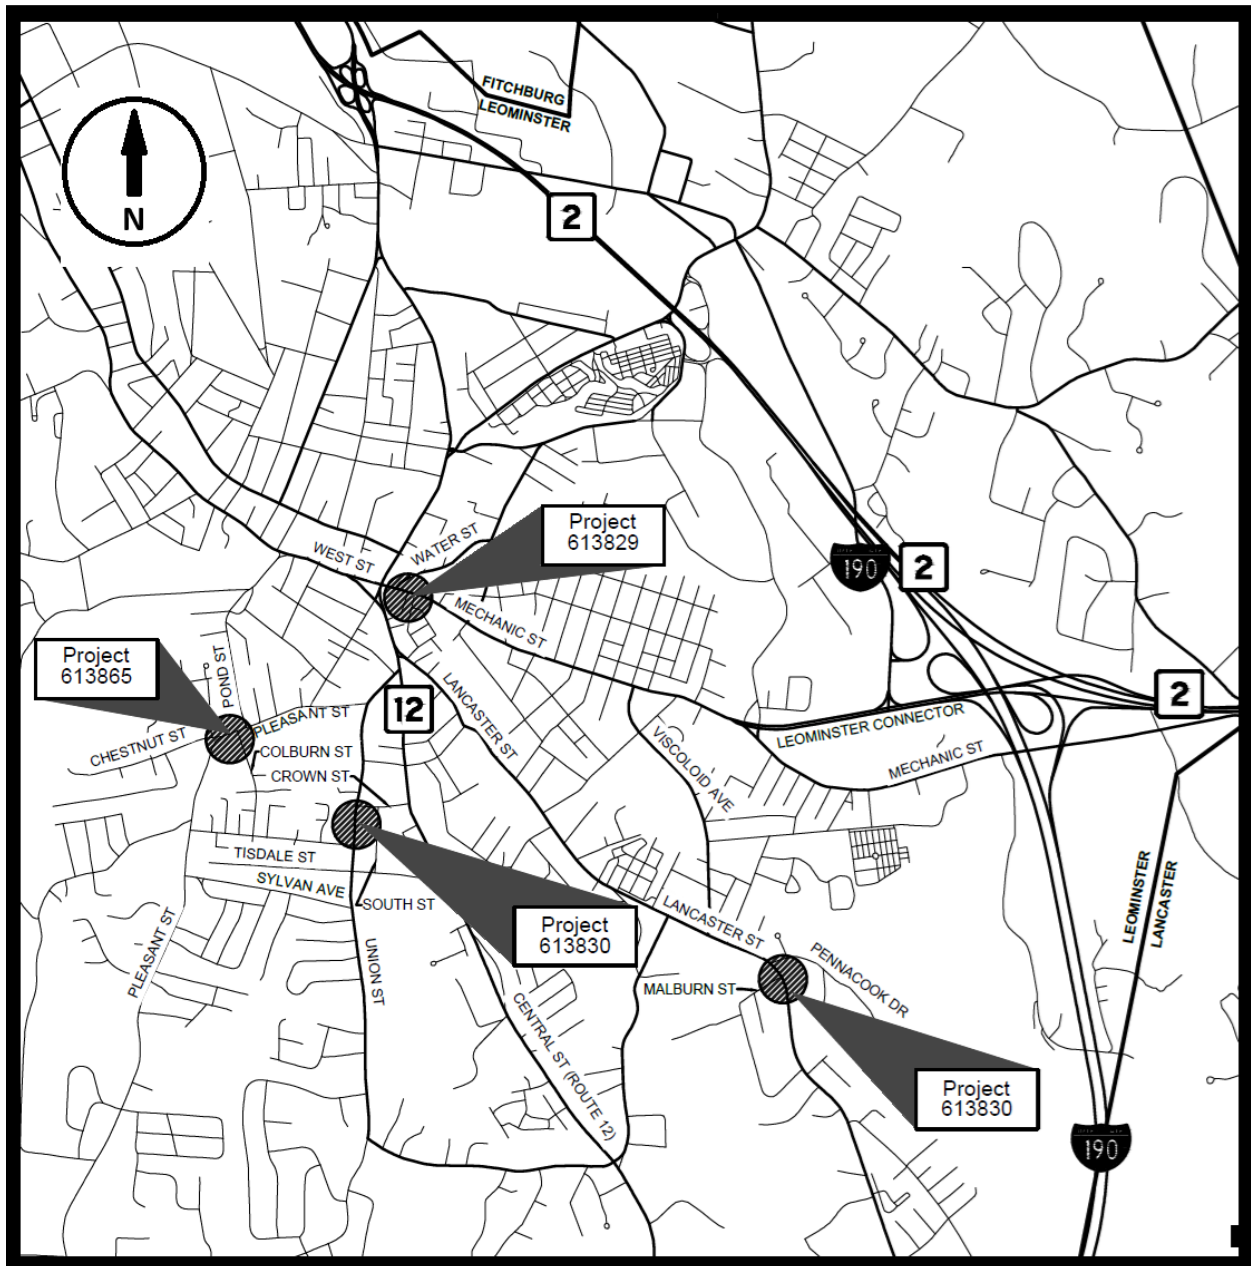 FITCHBURG
LEOMINSTER
N
2
Project
613829
WATER ST
WEST ST
190
2
MECHANIC ST
Project
613865
POND ST
LANCASTER ST
2
12
PLEASANT ST
CHESTNUT ST
LEOMINSTER CONNECTOR
VISCOLOID AVE
MECHANIC ST
COLBURN ST
CROWN ST
TISDALE ST
SYLVAN AVE
SOUTH ST
LEOMINSTER
LANCASTER
Project
613830
LANCASTER ST
PLEASANT ST
UNION ST
PENNACOOK DR
MALBURN ST
CENTRAL ST (ROUTE 12)
Project
613830
190